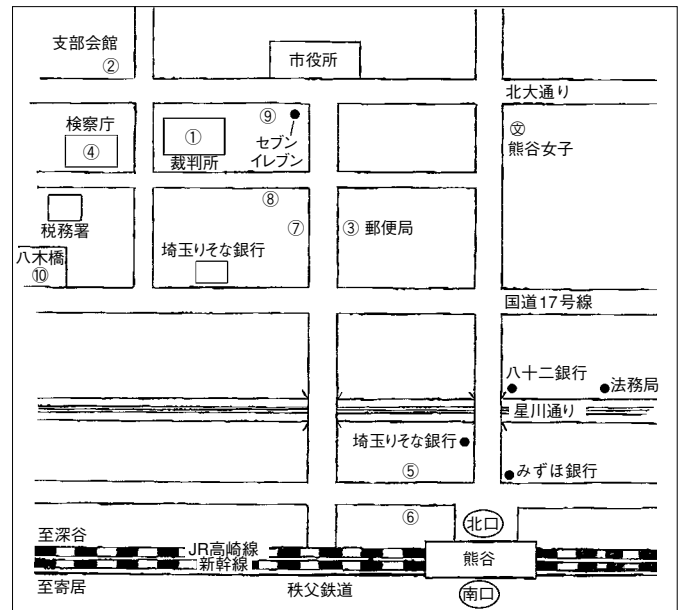 支部会館
②
市役所
北大通り
検察庁
④
①
裁判所
⑨
セブン
イレブン
文
熊谷女子
税務署
⑧
⑦
③ 郵便局
八木橋
⑩
埼玉りそな銀行
国道17号線
八十二銀行
法務局
星川通り
埼玉りそな銀行
⑤
みずほ銀行
⑥
北口
至深谷
JR高崎線
新幹線
熊谷
至寄居
秩父鉄道
南口